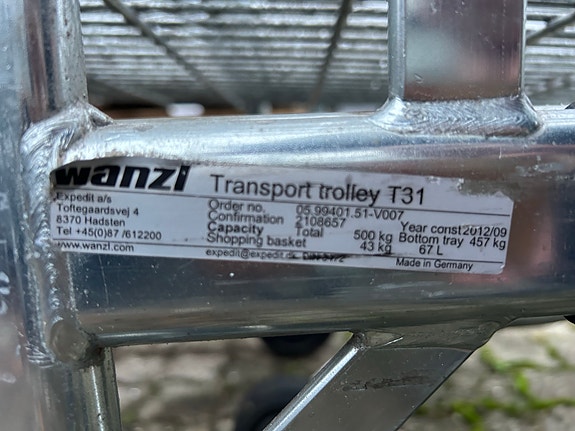 wanzl Transport trolley T31
Expedit a/s Order no. 05.99401.51-V007
Toftegaardsvej 4 Confirmation 2108657 Year const 2012/09
8370 Hadsten Capacity Total 500 kg Bottom tray 457 kg
Tel +45(0)87 /612200 Shopping basket 43 kg 67 L
www.wanzl.com expedit@expedit.dk Made in Germany